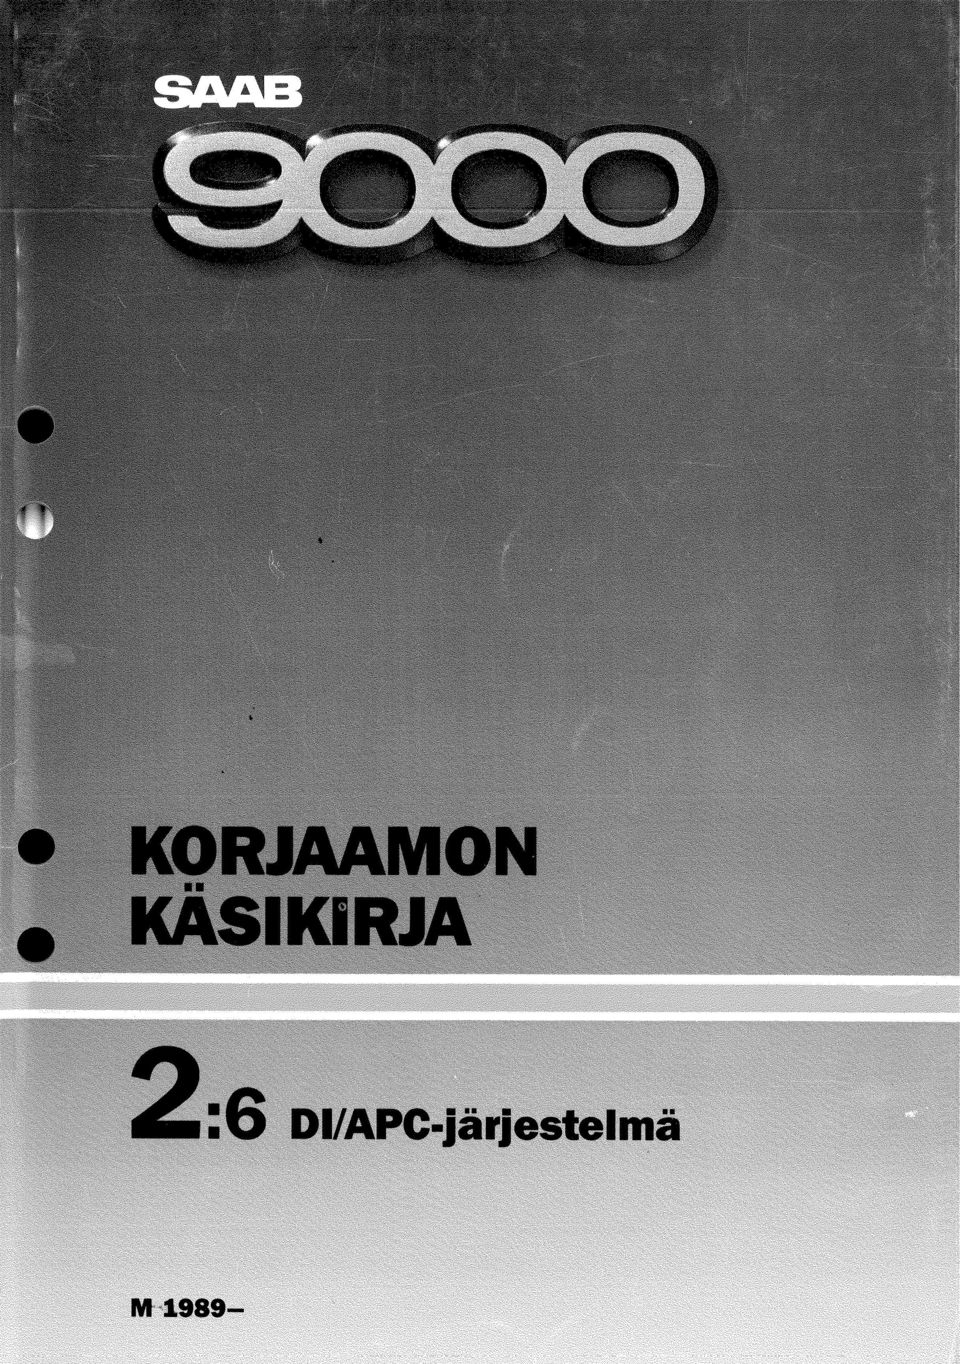 SAAB
9000
KORJAAMON
KÄSIKIRJA
2:6 DI/APC-järjestelmä
M 1989–